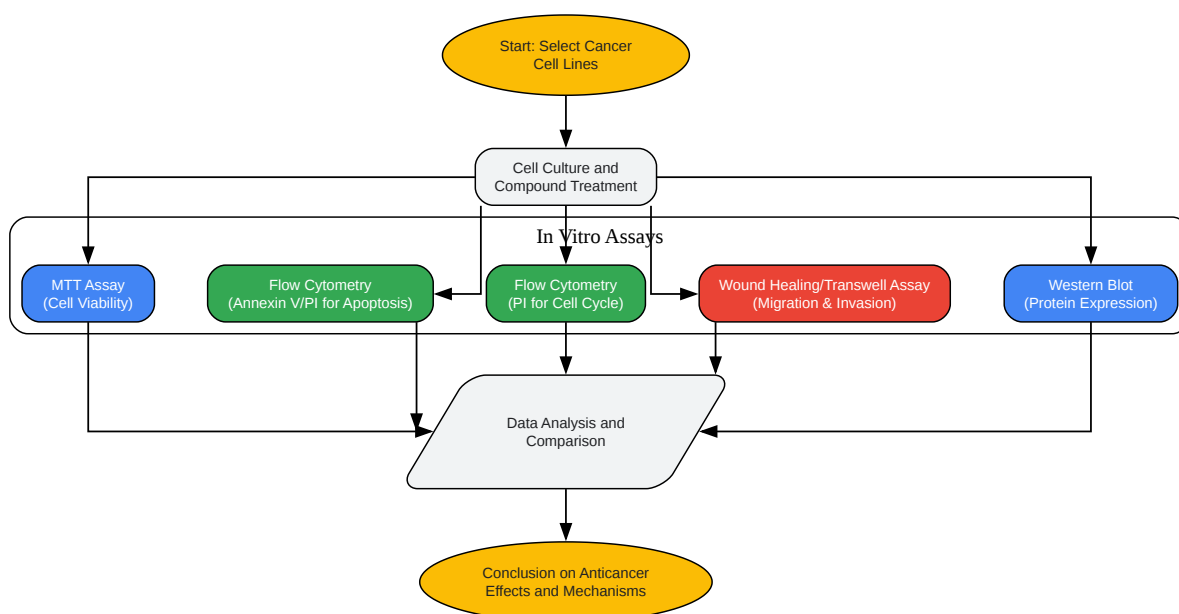 Start: Select Cancer
Cell Lines
Cell Culture and
Compound Treatment
In Vitro Assays
MTT Assay
(Cell Viability)
Flow Cytometry
(Annexin V/PI for Apoptosis)
Flow Cytometry
(PI for Cell Cycle)
Wound Healing/Transwell Assay
(Migration & Invasion)
Western Blot
(Protein Expression)
Data Analysis and
Comparison
Conclusion on Anticancer
Effects and Mechanisms